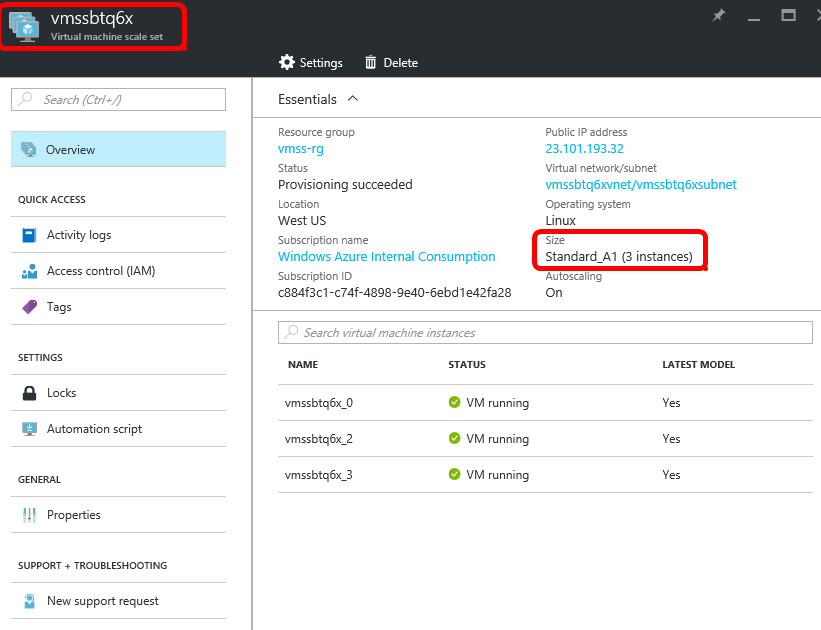 vmssbtq6x
Virtual machine scale set
Settings
Delete
Search (Ctrl+/)
Overview
QUICK ACCESS
Activity logs
Access control (IAM)
Tags
SETTINGS
Locks
Automation script
GENERAL
Properties
SUPPORT + TROUBLESHOOTING
New support request
Essentials
Resource group
vmss-rg
Status
Provisioning succeeded
Location
West US
Subscription name
Windows Azure Internal Consumption
Subscription ID
c884f3c1-c74f-4898-9e40-6ebd1e42fa28
Public IP address
23.101.193.32
Virtual network/subnet
vmssbtq6xvnet/vmssbtq6xsubnet
Operating system
Linux
Size
Standard_A1 (3 instances)
Autoscaling
On
Search virtual machine instances
NAME STATUS LATEST MODEL
vmssbtq6x_0 VM running Yes
vmssbtq6x_2 VM running Yes
vmssbtq6x_3 VM running Yes